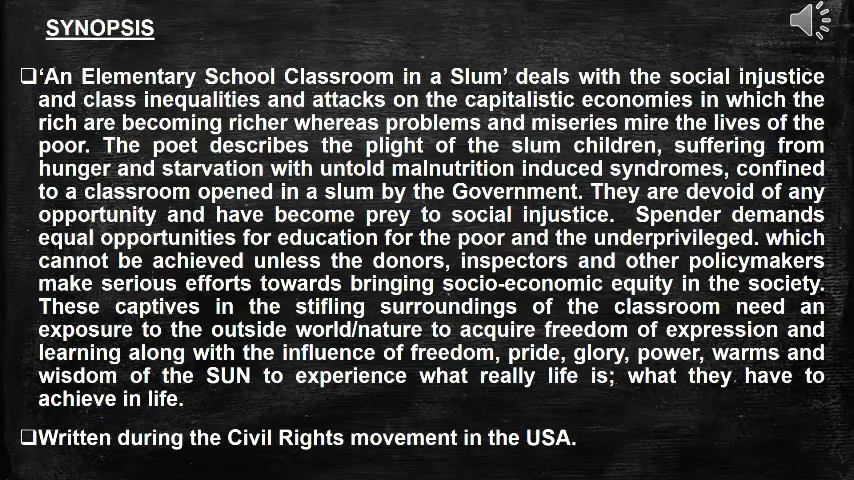 SYNOPSIS
❑‘An Elementary School Classroom in a Slum’ deals with the social injustice
and class inequalities and attacks on the capitalistic economies in which the
rich are becoming richer whereas problems and miseries mire the lives of the
poor. The poet describes the plight of the slum children, suffering from
hunger and starvation with untold malnutrition induced syndromes, confined
to a classroom opened in a slum by the Government. They are devoid of any
opportunity and have become prey to social injustice. Spender demands
equal opportunities for education for the poor and the underprivileged. which
cannot be achieved unless the donors, inspectors and other policymakers
make serious efforts towards bringing socio-economic equity in the society.
These captives in the stifling surroundings of the classroom need an
exposure to the outside world/nature to acquire freedom of expression and
learning along with the influence of freedom, pride, glory, power, warms and
wisdom of the SUN to experience what really life is; what they have to
achieve in life.
❑Written during the Civil Rights movement in the USA.